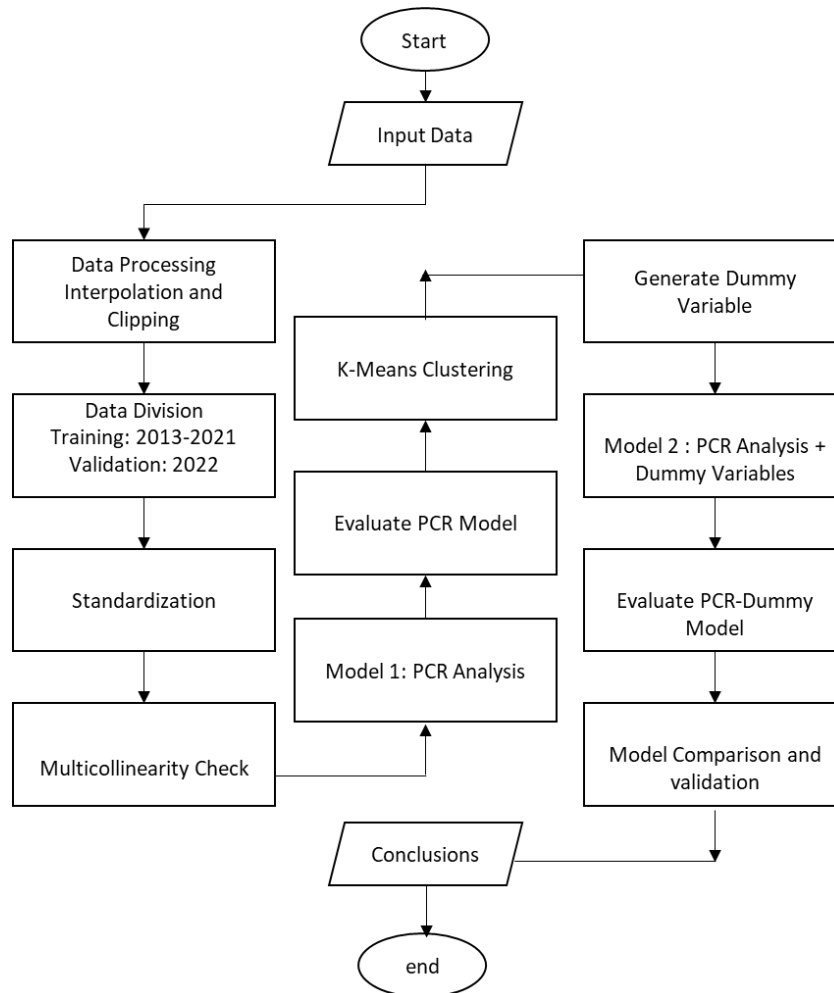 Start
Input Data
Data Processing
Interpolation and
Clipping
Data Division
Training: 2013-2021
Validation: 2022
Standardization
Multicollinearity Check
Model 1: PCR Analysis
Evaluate PCR Model
K-Means Clustering
Generate Dummy
Variable
Model 2 : PCR Analysis +
Dummy Variables
Evaluate PCR-Dummy
Model
Model Comparison and
validation
Conclusions
end